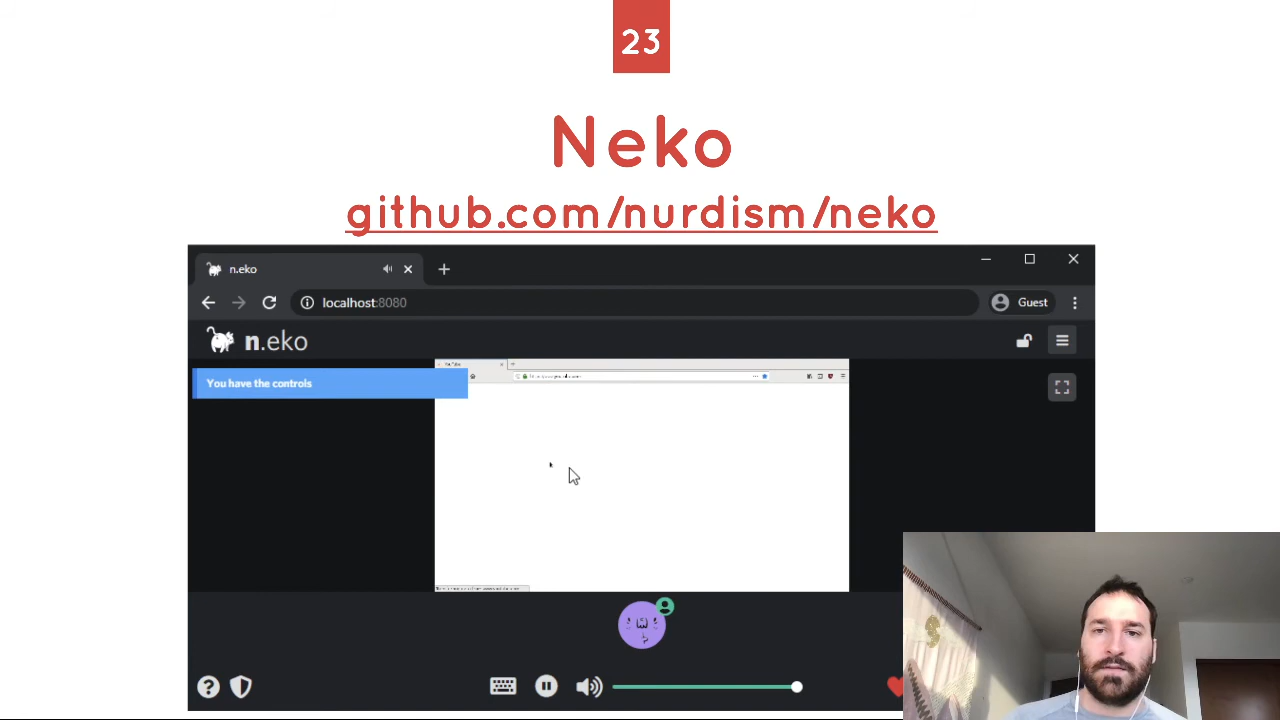 23
Neko
github.com/nurdism/neko
n.eko
localhost:8080
Guest
n.eko
You have the controls